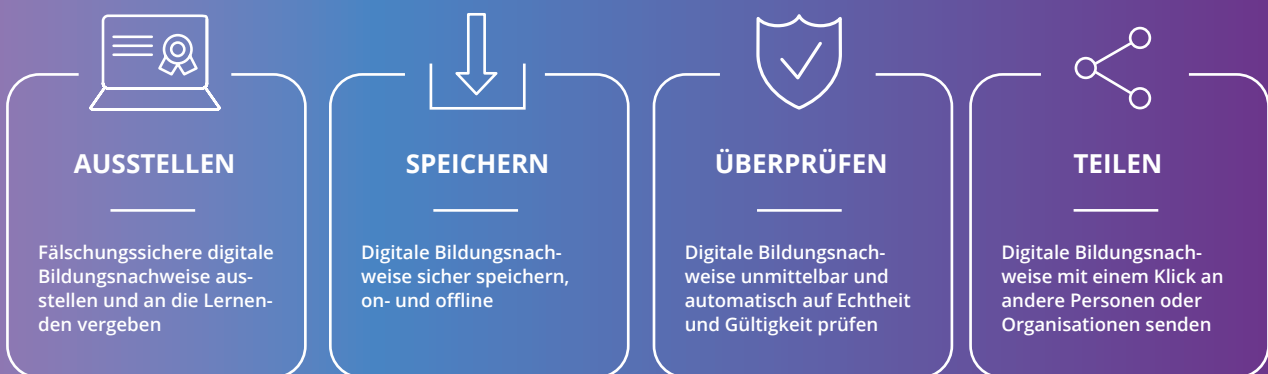 AUSSTELLEN
Fälschungssichere digitale
Bildungsnachweise aus-
stellen und an die Lernen-
den vergeben
SPEICHERN
Digitale Bildungsnach-
weise sicher speichern,
on- und offline
ÜBERPRÜFEN
Digitale Bildungsnach-
weise unmittelbar und
automatisch auf Echtheit
und Gültigkeit prüfen
TEILEN
Digitale Bildungsnach-
weise mit einem Klick an
andere Personen oder
Organisationen senden